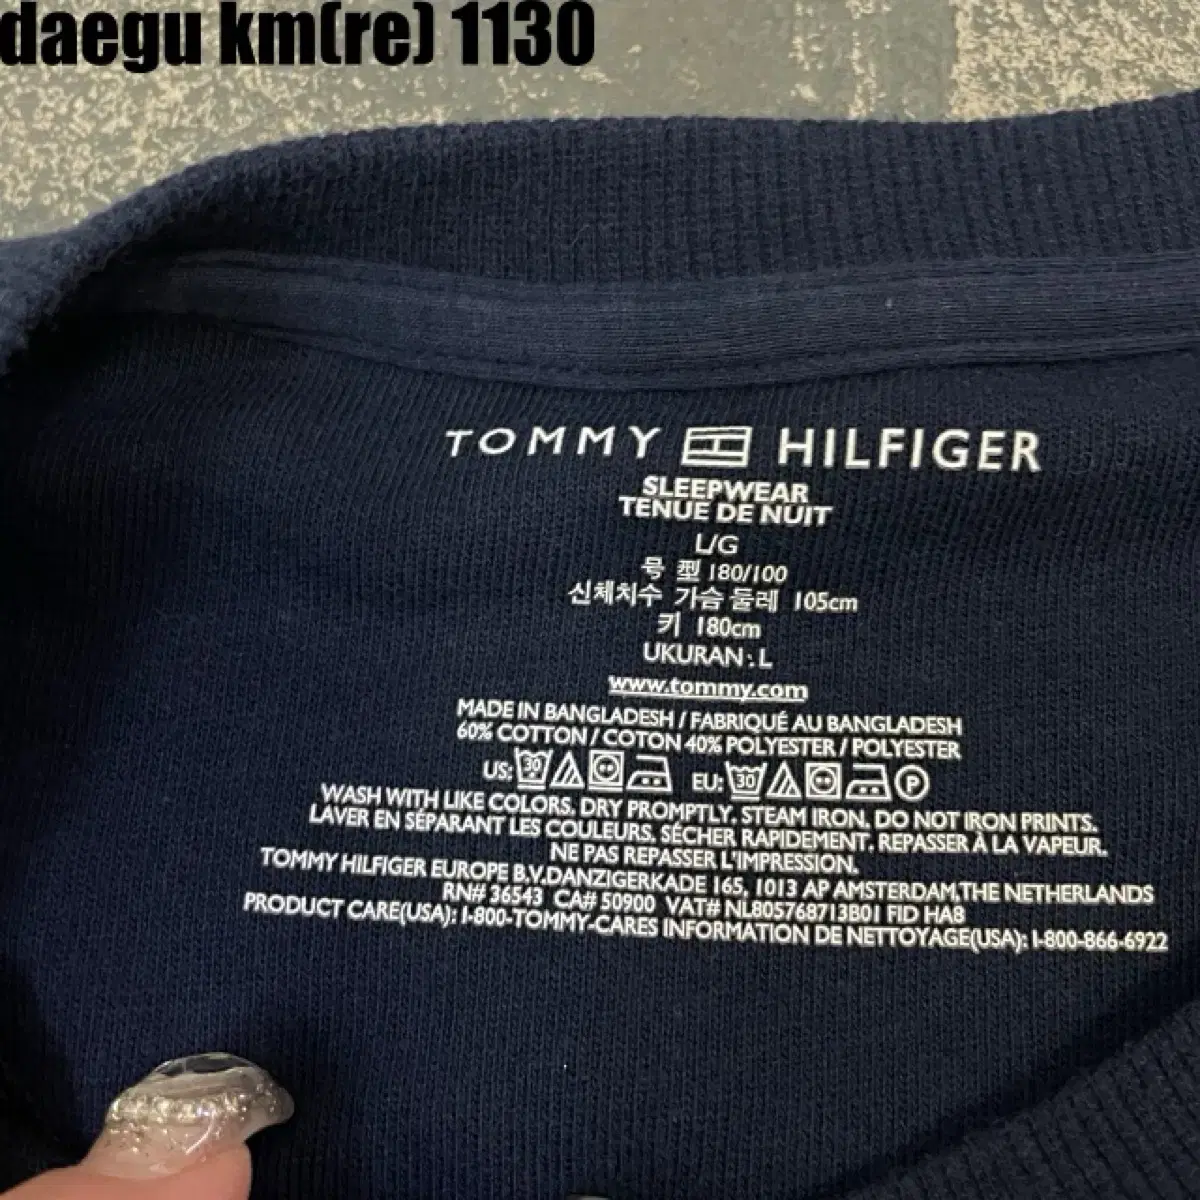 daegu km(re) 1130
TOMMY HILFIGER
SLEEPWEAR
TENUE DE NUIT
L/G
号 型 180/100
신체치수 가슴 둘레 105cm
키 180cm
UKURAN : L
www.tommy.com
MADE IN BANGLADESH / FABRIQUÉ AU BANGLADESH
60% COTTON / COTON 40% POLYESTER / POLYESTER
US: 30 EU: 30 P
WASH WITH LIKE COLORS. DRY PROMPTLY. STEAM IRON. DO NOT IRON PRINTS.
LAVER EN SÉPARANT LES COULEURS. SÉCHER RAPIDEMENT. REPASSER À LA VAPEUR.
NE PAS REPASSER L'IMPRESSION.
TOMMY HILFIGER EUROPE B.V.DANZIGERKADE 165, 1013 AP AMSTERDAM,THE NETHERLANDS
RN# 36543 CA# 50900 VAT# NL805768713B01 FID HA8
PRODUCT CARE(USA): 1-800-TOMMY-CARES INFORMATION DE NETTOYAGE(USA): 1-800-866-6922